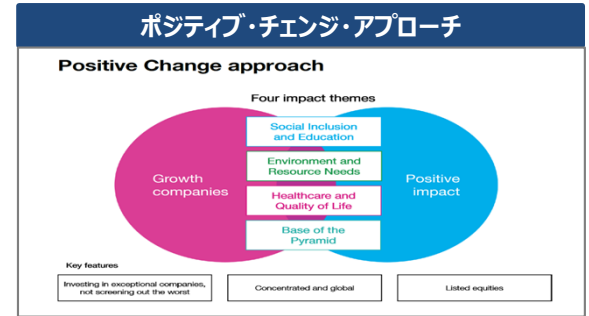 ポジティブ・チェンジ・アプローチ
Positive Change approach
Four impact themes
Social Inclusion
and Education
Environment and
Resource Needs
Growth
companies
Positive
impact
Healthcare and
Quality of Life
Base of the
Pyramid
Key features
Investing in exceptional companies,
not screening out the worst
Concentrated and global
Listed equities